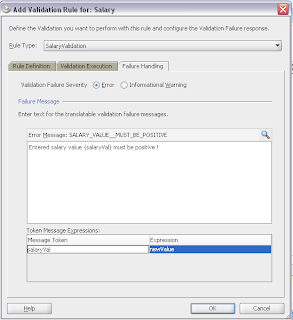 Add Validation Rule for: Salary
Define the Validation you want to perform with this rule and configure the Validation Failure response.
Rule Type: SalaryValidation
Rule Definition Validation Execution Failure Handling
Validation Failure Severity Error Informational Warning
Failure Message
Enter text for the translatable validation failure messages.
Error Message: SALARY_VALUE__MUST_BE_POSITIVE
Entered salary value {salaryVal} must be positive !
Token Message Expressions:
Message Token Expression
salaryVal newValue
Help OK Cancel